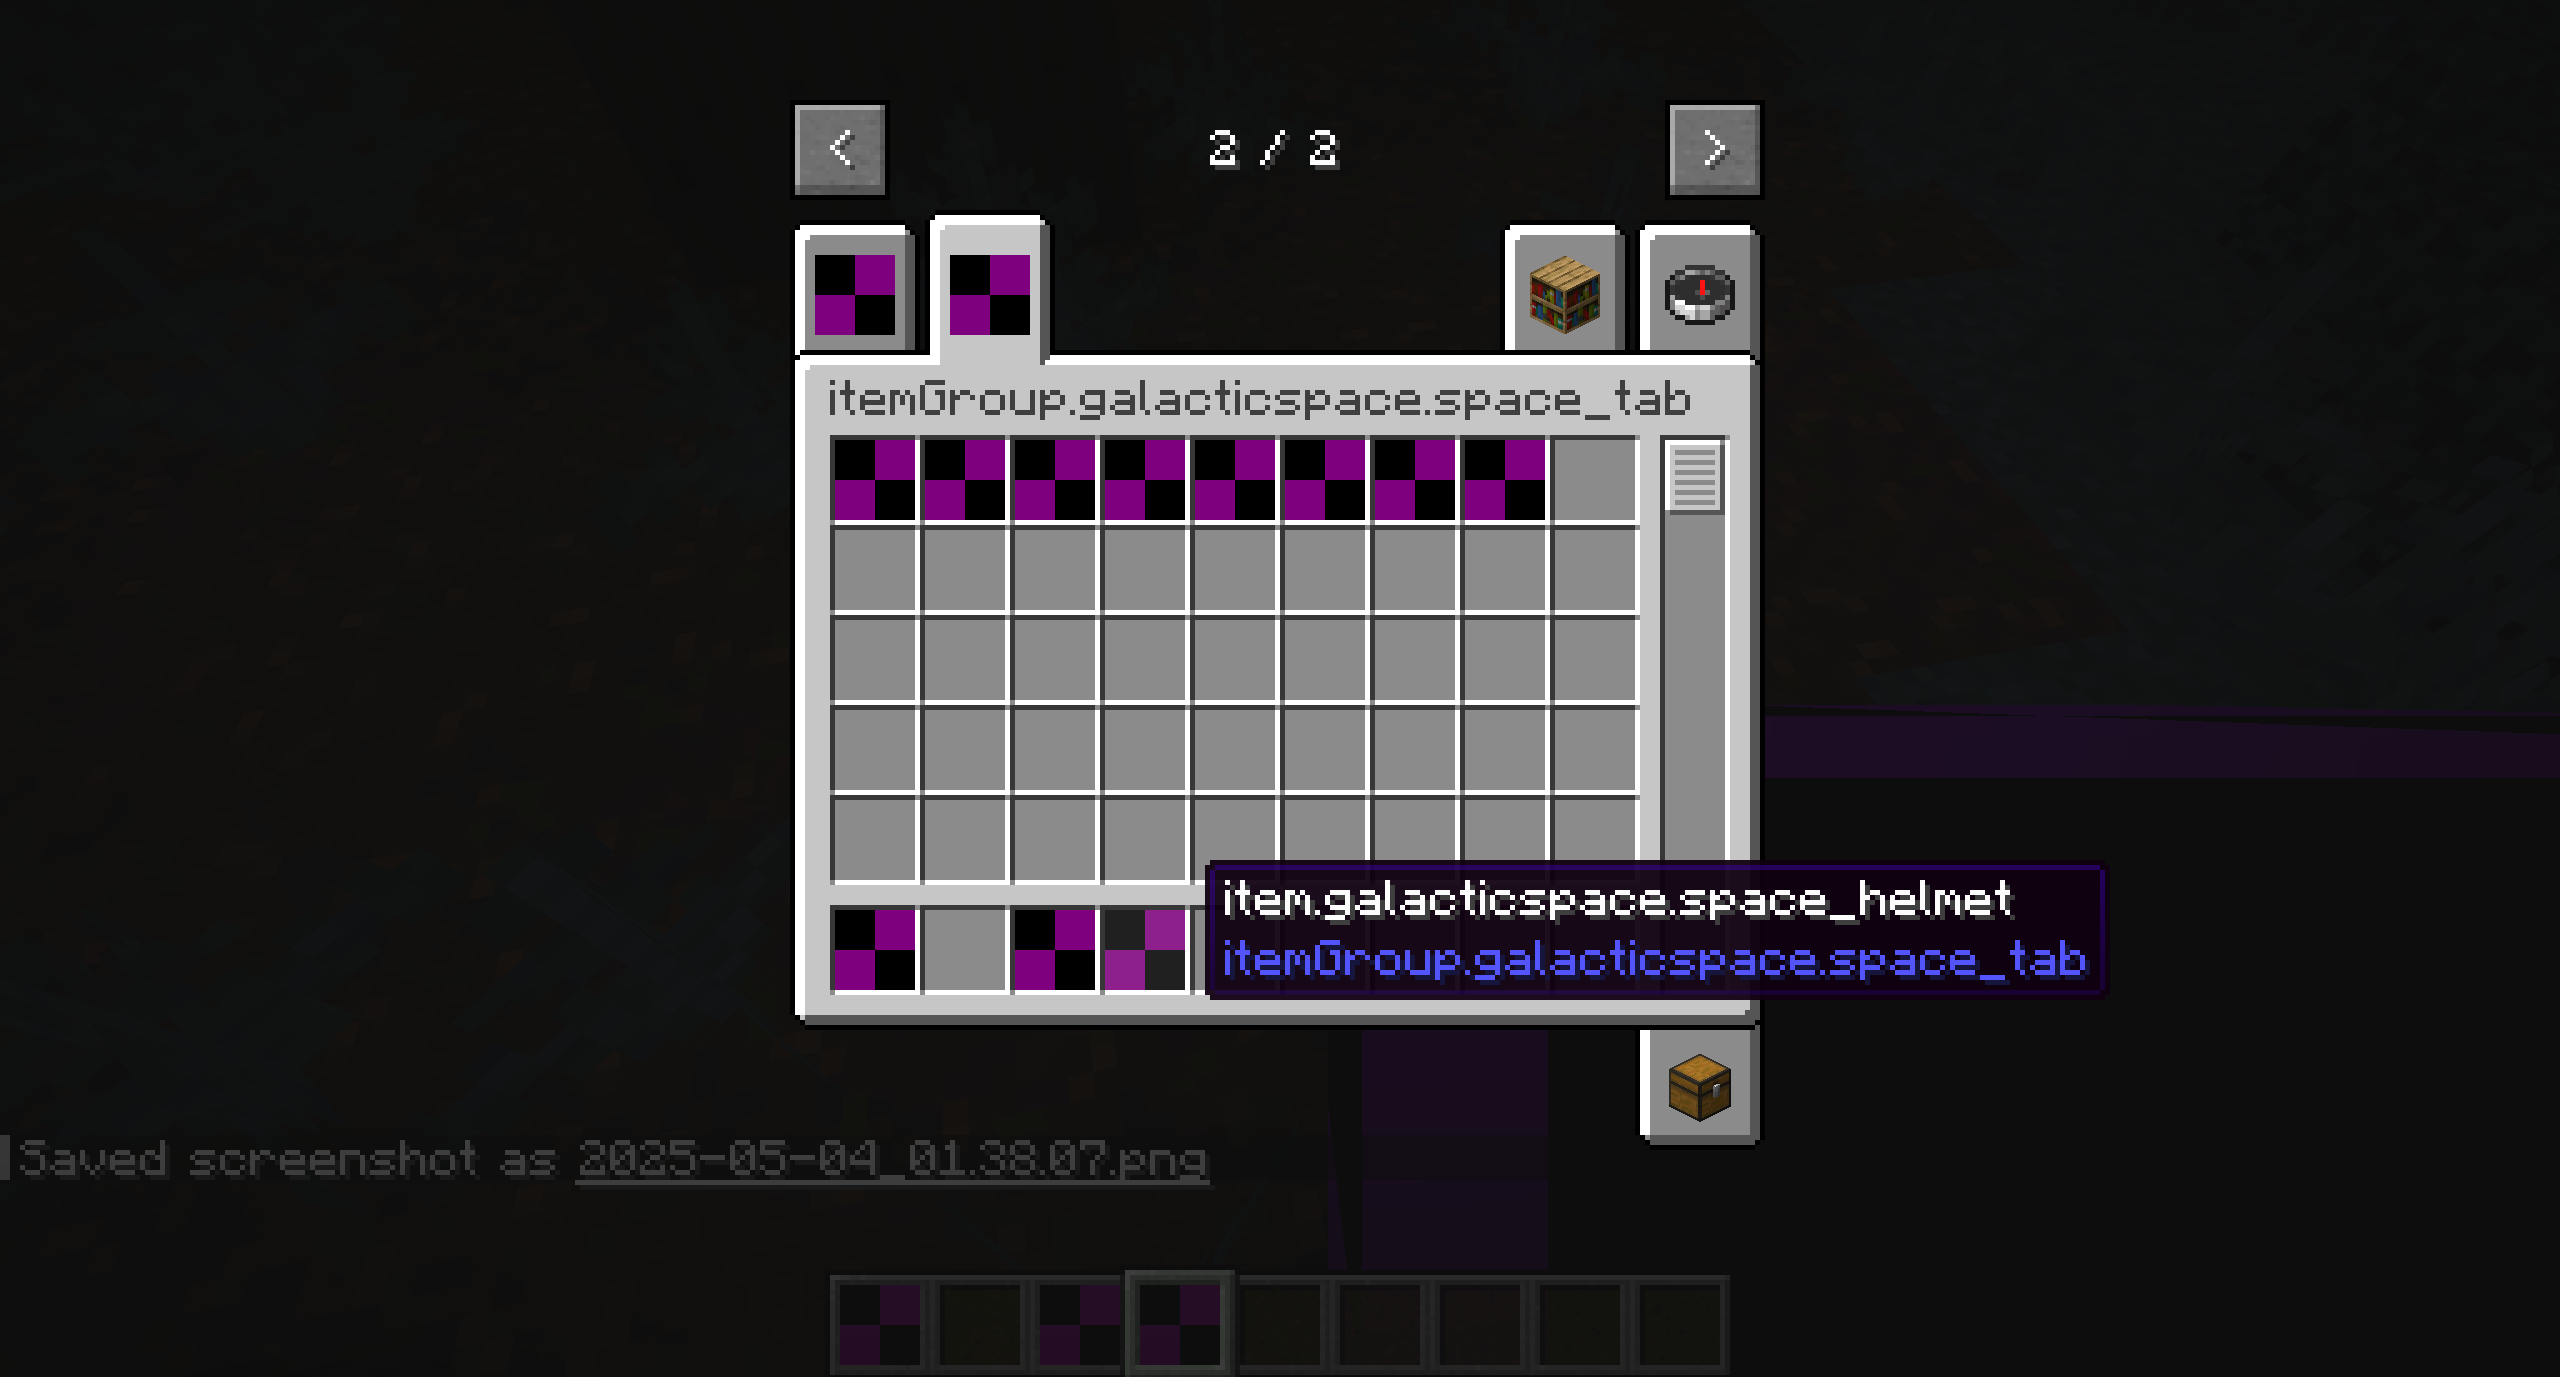 <
2 / 2
>
itemGroup.galacticspace.space_tab
item.galacticspace.space_helmet
itemGroup.galacticspace.space_tab
Saved screenshot as 2025-05-04_01.38.07.png